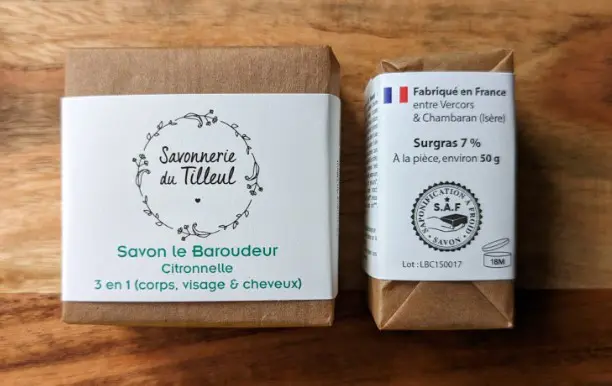 Savonnerie
du Tilleul
Savon le Baroudeur
Citronnelle
3 en 1 (corps, visage & cheveux)
Fabriqué en France
entre Vercors
& Chambaran (Isère)
Surgras 7 %
A la pièce, environ 50 g
SAPONIFICATION A FROID
S.A.F
SAVON
Lot : LBC150017
18M